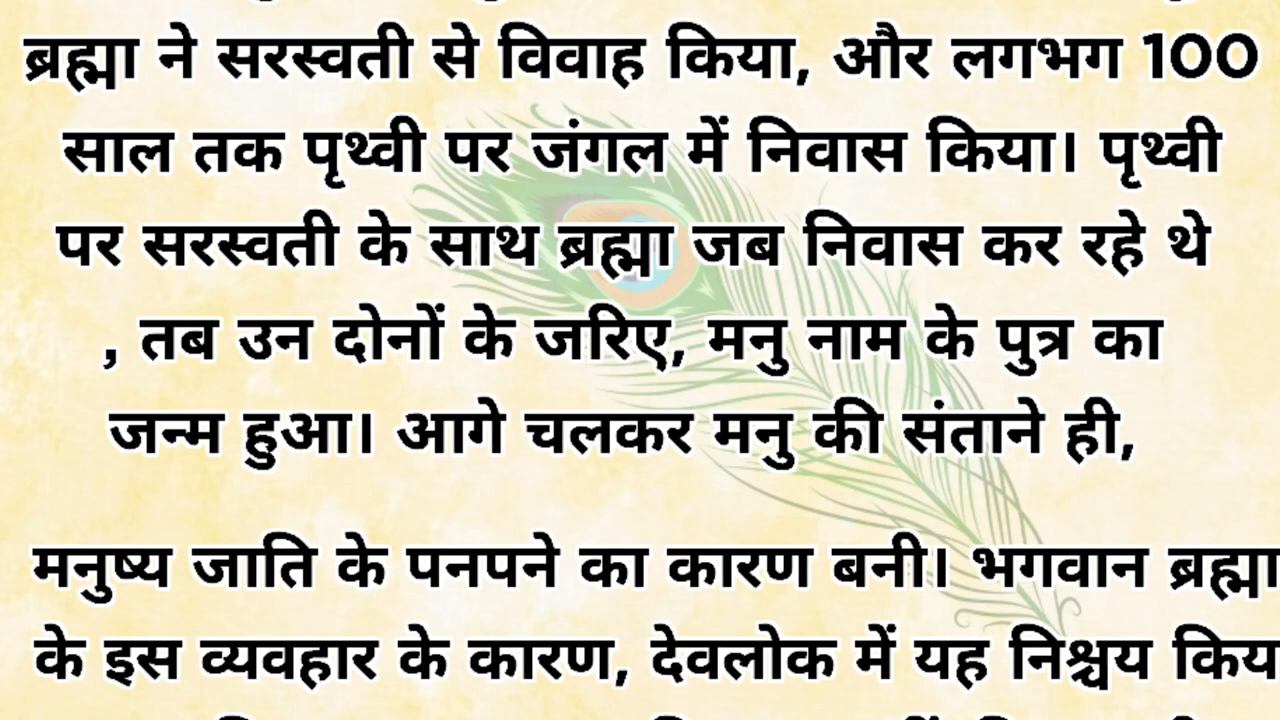 ब्रह्मा ने सरस्वती से विवाह किया, और लगभग 100
साल तक पृथ्वी पर जंगल में निवास किया। पृथ्वी
पर सरस्वती के साथ ब्रह्मा जब निवास कर रहे थे
, तब उन दोनों के जरिए, मनु नाम के पुत्र का
जन्म हुआ। आगे चलकर मनु की संताने ही,
मनुष्य जाति के पनपने का कारण बनी। भगवान ब्रह्मा
के इस व्यवहार के कारण, देवलोक में यह निश्चय किय